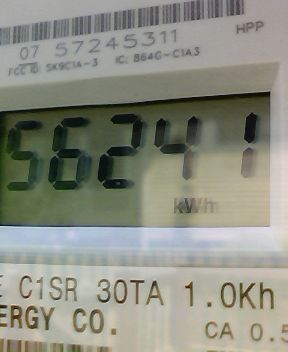 07 57245311
HPP
FCC ID: SK9C1A-3 IC: 864G-C1A3
56241
kWh
C1SR 30TA 1.0Kh
ERGY CO.
CA 0.5